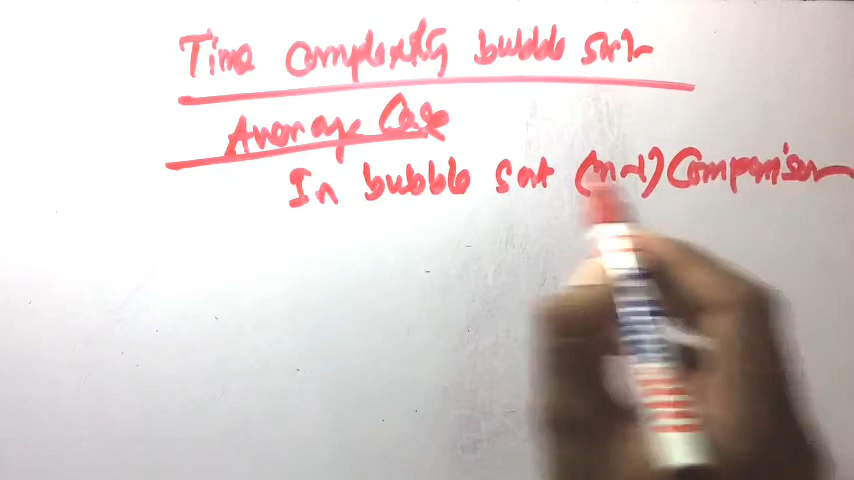 Time complexity bubble sort
Average Case
In bubble sort (n-1) Comparison